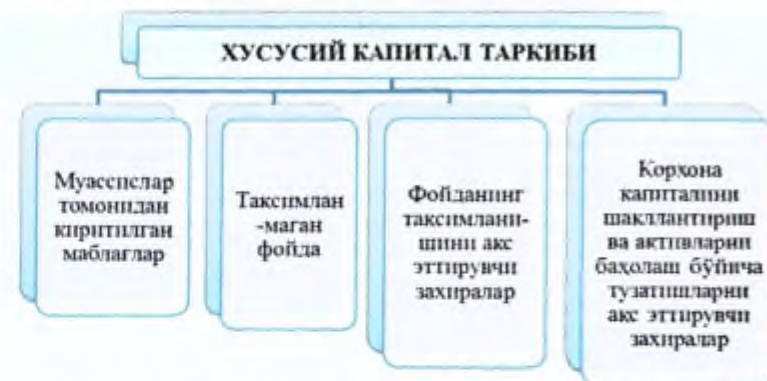 ХУСУСИЙ КАПИТАЛ ТАРКИБИ
Муассислар
томонидан
киритилган
маблағлар
Тақсимлан
-маган
фойда
Фойданинг
тақсимлани-
шини акс
эттирувчи
захиралар
Корхона
капиталини
шакллантириш
ва активларни
баҳолаш бўйича
тузатишларни
акс эттирувчи
захиралар